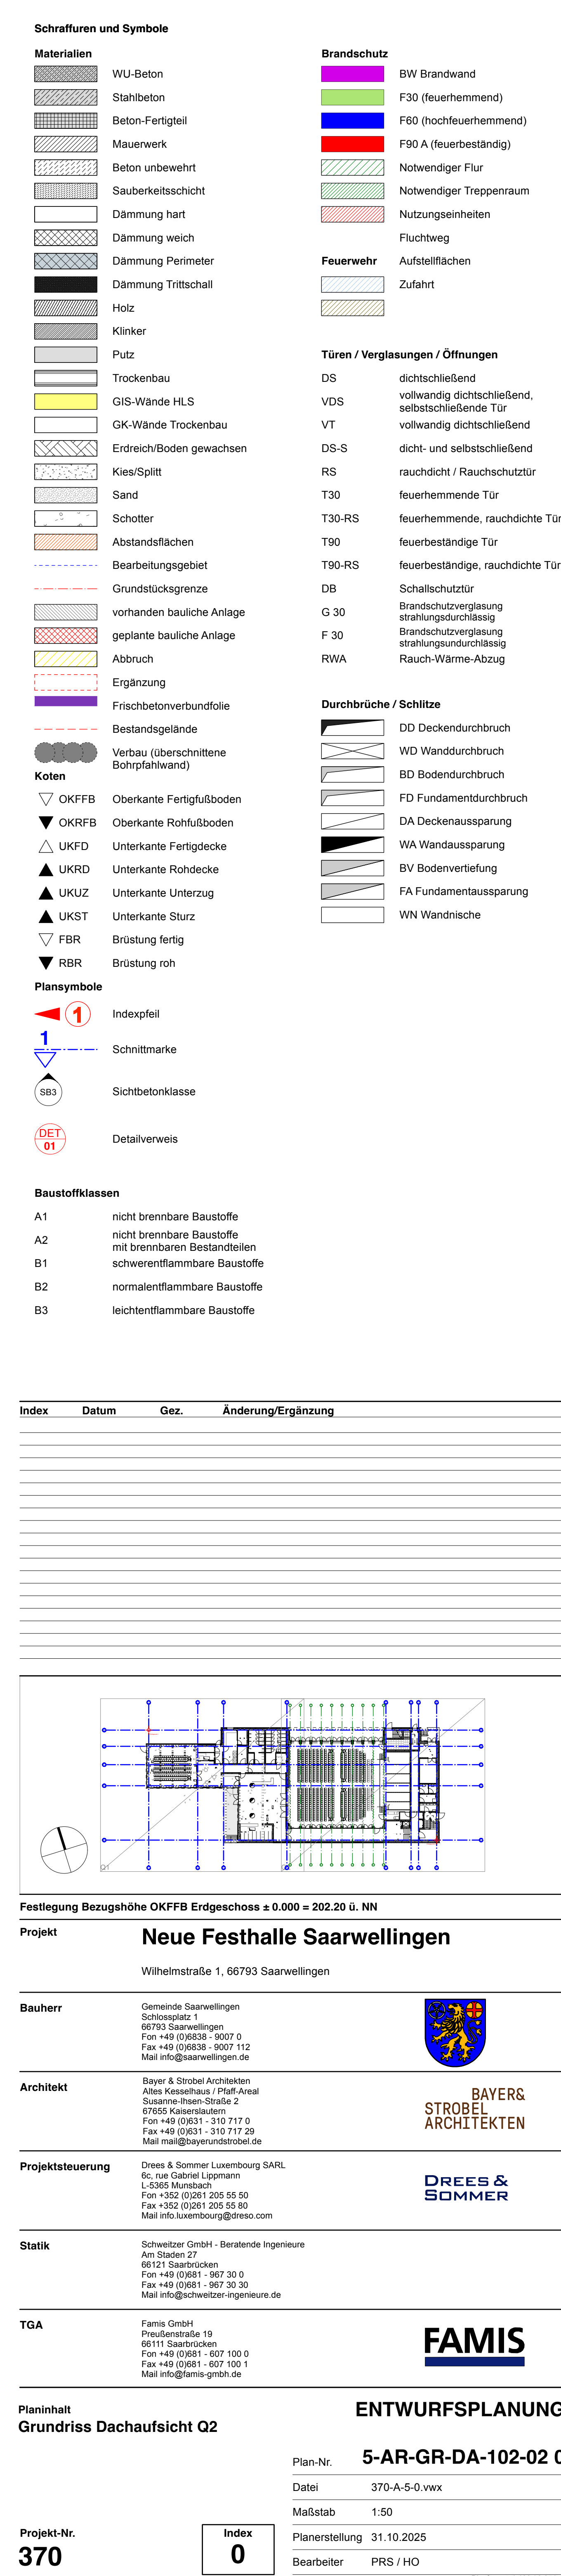 Schraffuren und Symbole
Materialien
WU-Beton
Stahlbeton
Beton-Fertigteil
Mauerwerk
Beton unbewehrt
Sauberkeitsschicht
Dämmung hart
Dämmung weich
Dämmung Perimeter
Dämmung Trittschall
Holz
Klinker
Putz
Trockenbau
GIS-Wände HLS
GK-Wände Trockenbau
Erdreich/Boden gewachsen
Kies/Splitt
Sand
Schotter
Abstandsflächen
Bearbeitungsgebiet
Grundstücksgrenze
vorhanden bauliche Anlage
geplante bauliche Anlage
Abbruch
Ergänzung
Frischbetonverbundfolie
Bestandsgelände
Verbau (überschnittene
Bohrpfahlwand)
Koten
OKFFB Oberkante Fertigfußboden
OKRFB Oberkante Rohfußboden
UKFD Unterkante Fertigdecke
UKRD Unterkante Rohdecke
UKUZ Unterkante Unterzug
UKST Unterkante Sturz
FBR Brüstung fertig
RBR Brüstung roh
Plansymbole
1 Indexpfeil
1
Schnittmarke
SB3 Sichtbetonklasse
DET
01
Detailverweis
Brandschutz
BW Brandwand
F30 (feuerhemmend)
F60 (hochfeuerhemmend)
F90 A (feuerbeständig)
Notwendiger Flur
Notwendiger Treppenraum
Nutzungseinheiten
Fluchtweg
Feuerwehr Aufstellflächen
Zufahrt
Türen / Verglasungen / Öffnungen
DS dichtschließend
VDS vollwandig dichtschließend,
selbstschließende Tür
VT vollwandig dichtschließend
DS-S dicht- und selbstschließend
RS rauchdicht / Rauchschutztür
T30 feuerhemmende Tür
T30-RS feuerhemmende, rauchdichte Tür
T90 feuerbeständige Tür
T90-RS feuerbeständige, rauchdichte Tür
DB Schallschutztür
G 30 Brandschutzverglasung
strahlungsdurchlässig
F 30 Brandschutzverglasung
strahlungsundurchlässig
RWA Rauch-Wärme-Abzug
Durchbrüche / Schlitze
DD Deckendurchbruch
WD Wanddurchbruch
BD Bodendurchbruch
FD Fundamentdurchbruch
DA Deckenaussparung
WA Wandaussparung
BV Bodenvertiefung
FA Fundamentaussparung
WN Wandnische
Baustoffklassen
A1 nicht brennbare Baustoffe
A2 nicht brennbare Baustoffe
mit brennbaren Bestandteilen
B1 schwerentflammbare Baustoffe
B2 normalentflammbare Baustoffe
B3 leichtentflammbare Baustoffe
Index Datum Gez. Änderung/Ergänzung
Festlegung Bezugshöhe OKFFB Erdgeschoss ± 0.000 = 202.20 ü. NN
Projekt
Neue Festhalle Saarwellingen
Wilhelmstraße 1, 66793 Saarwellingen
Bauherr
Gemeinde Saarwellingen
Schlossplatz 1
66793 Saarwellingen
Fon +49 (0)6838 - 9007 0
Fax +49 (0)6838 - 9007 112
Mail info@saarwellingen.de
Architekt
Bayer & Strobel Architekten
Altes Kesselhaus / Pfaff-Areal
Susanne-Ihsen-Straße 2
67655 Kaiserslautern
Fon +49 (0)631 - 310 717 0
Fax +49 (0)631 - 310 717 29
Mail mail@bayerundstrobel.de
BAYER&
STROBEL
ARCHITEKTEN
Projektsteuerung
Drees & Sommer Luxembourg SARL
6c, rue Gabriel Lippmann
L-5365 Munsbach
Fon +352 (0)261 205 55 50
Fax +352 (0)261 205 55 80
Mail info.luxembourg@dreso.com
DREES &
SOMMER
Statik
Schweitzer GmbH - Beratende Ingenieure
Am Staden 27
66121 Saarbrücken
Fon +49 (0)681 - 967 30 0
Fax +49 (0)681 - 967 30 30
Mail info@schweitzer-ingenieure.de
TGA
Famis GmbH
Preußenstraße 19
66111 Saarbrücken
Fon +49 (0)681 - 607 100 0
Fax +49 (0)681 - 607 100 1
Mail info@famis-gmbh.de
FAMIS
Planinhalt
Grundriss Dachaufsicht Q2
ENTWURFSPLANUNG
Plan-Nr. 5-AR-GR-DA-102-02 0
Datei 370-A-5-0.vwx
Maßstab 1:50
Planerstellung 31.10.2025
Bearbeiter PRS / HO
Projekt-Nr.
370
Index
0